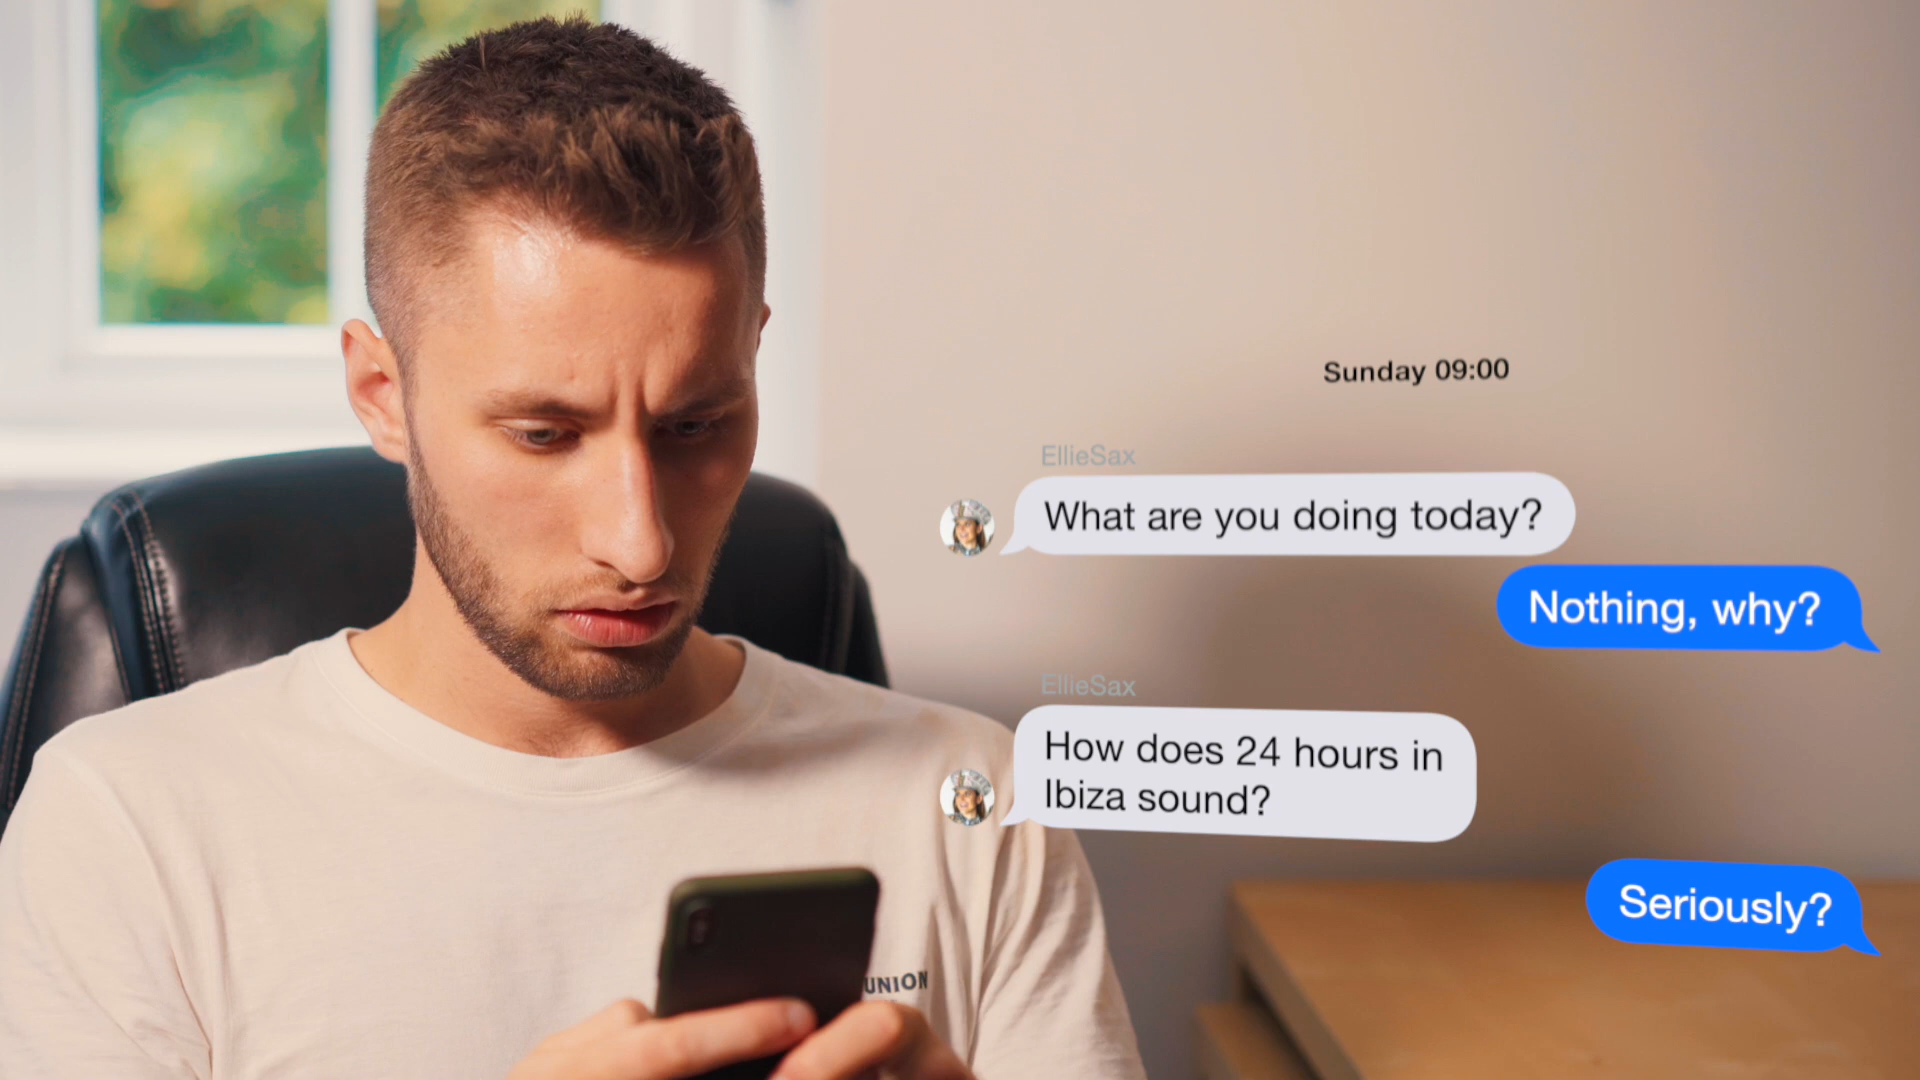 Sunday 09:00
EllieSax
What are you doing today?
Nothing, why?
EllieSax
How does 24 hours in
Ibiza sound?
Seriously?
UNION